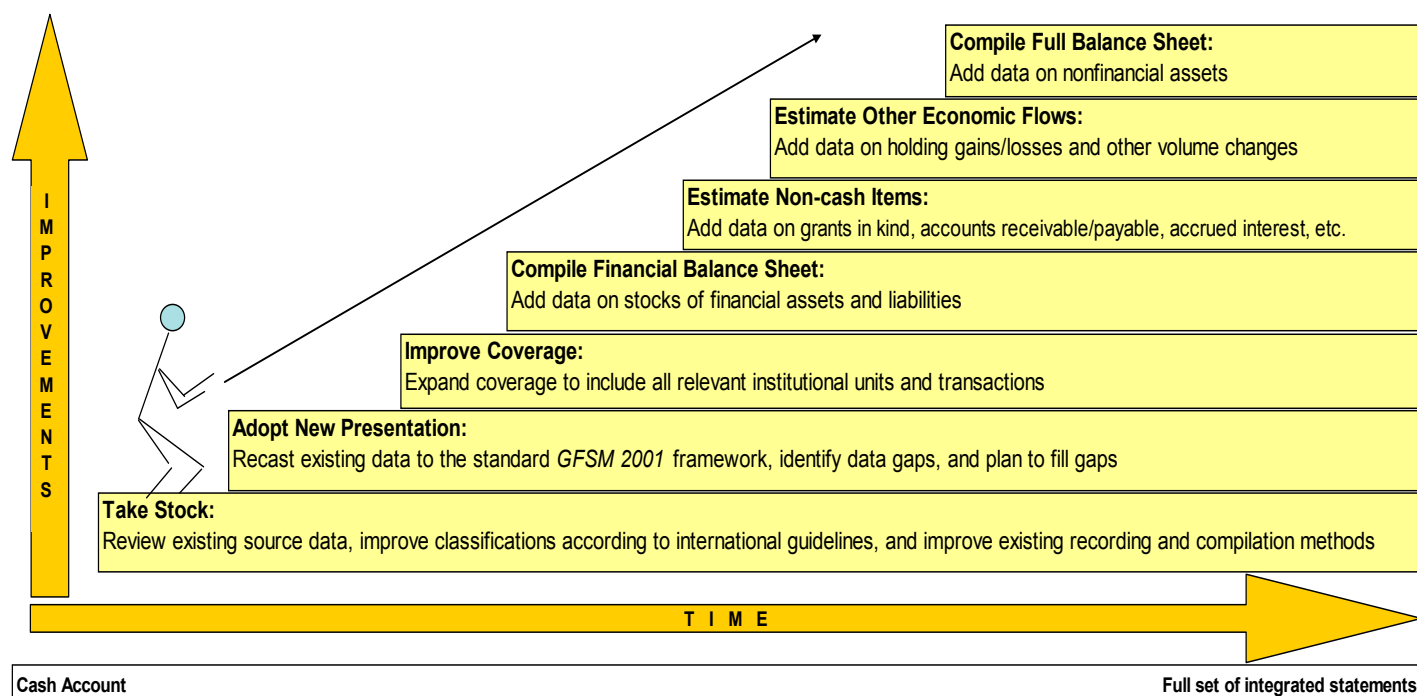 Compile Full Balance Sheet:
Add data on nonfinancial assets
Estimate Other Economic Flows:
Add data on holding gains/losses and other volume changes
Estimate Non-cash Items:
Add data on grants in kind, accounts receivable/payable, accrued interest, etc.
Compile Financial Balance Sheet:
Add data on stocks of financial assets and liabilities
Improve Coverage:
Expand coverage to include all relevant institutional units and transactions
Adopt New Presentation:
Recast existing data to the standard GFSM 2001 framework, identify data gaps, and plan to fill gaps
Take Stock:
Review existing source data, improve classifications according to international guidelines, and improve existing recording and compilation methods
IMPROVEMENTS
TIME
Cash Account
Full set of integrated statements